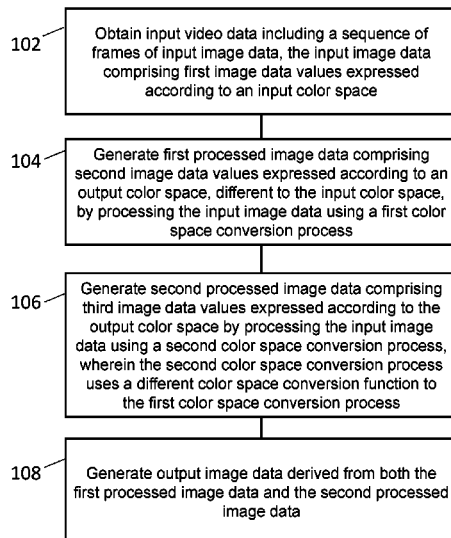 102
Obtain input video data including a sequence of
frames of input image data, the input image data
comprising first image data values expressed
according to an input color space
104
Generate first processed image data comprising
second image data values expressed according to an
output color space, different to the input color space,
by processing the input image data using a first color
space conversion process
106
Generate second processed image data comprising
third image data values expressed according to the
output color space by processing the input image
data using a second color space conversion process,
wherein the second color space conversion process
uses a different color space conversion function to
the first color space conversion process
108
Generate output image data derived from both the
first processed image data and the second processed
image data